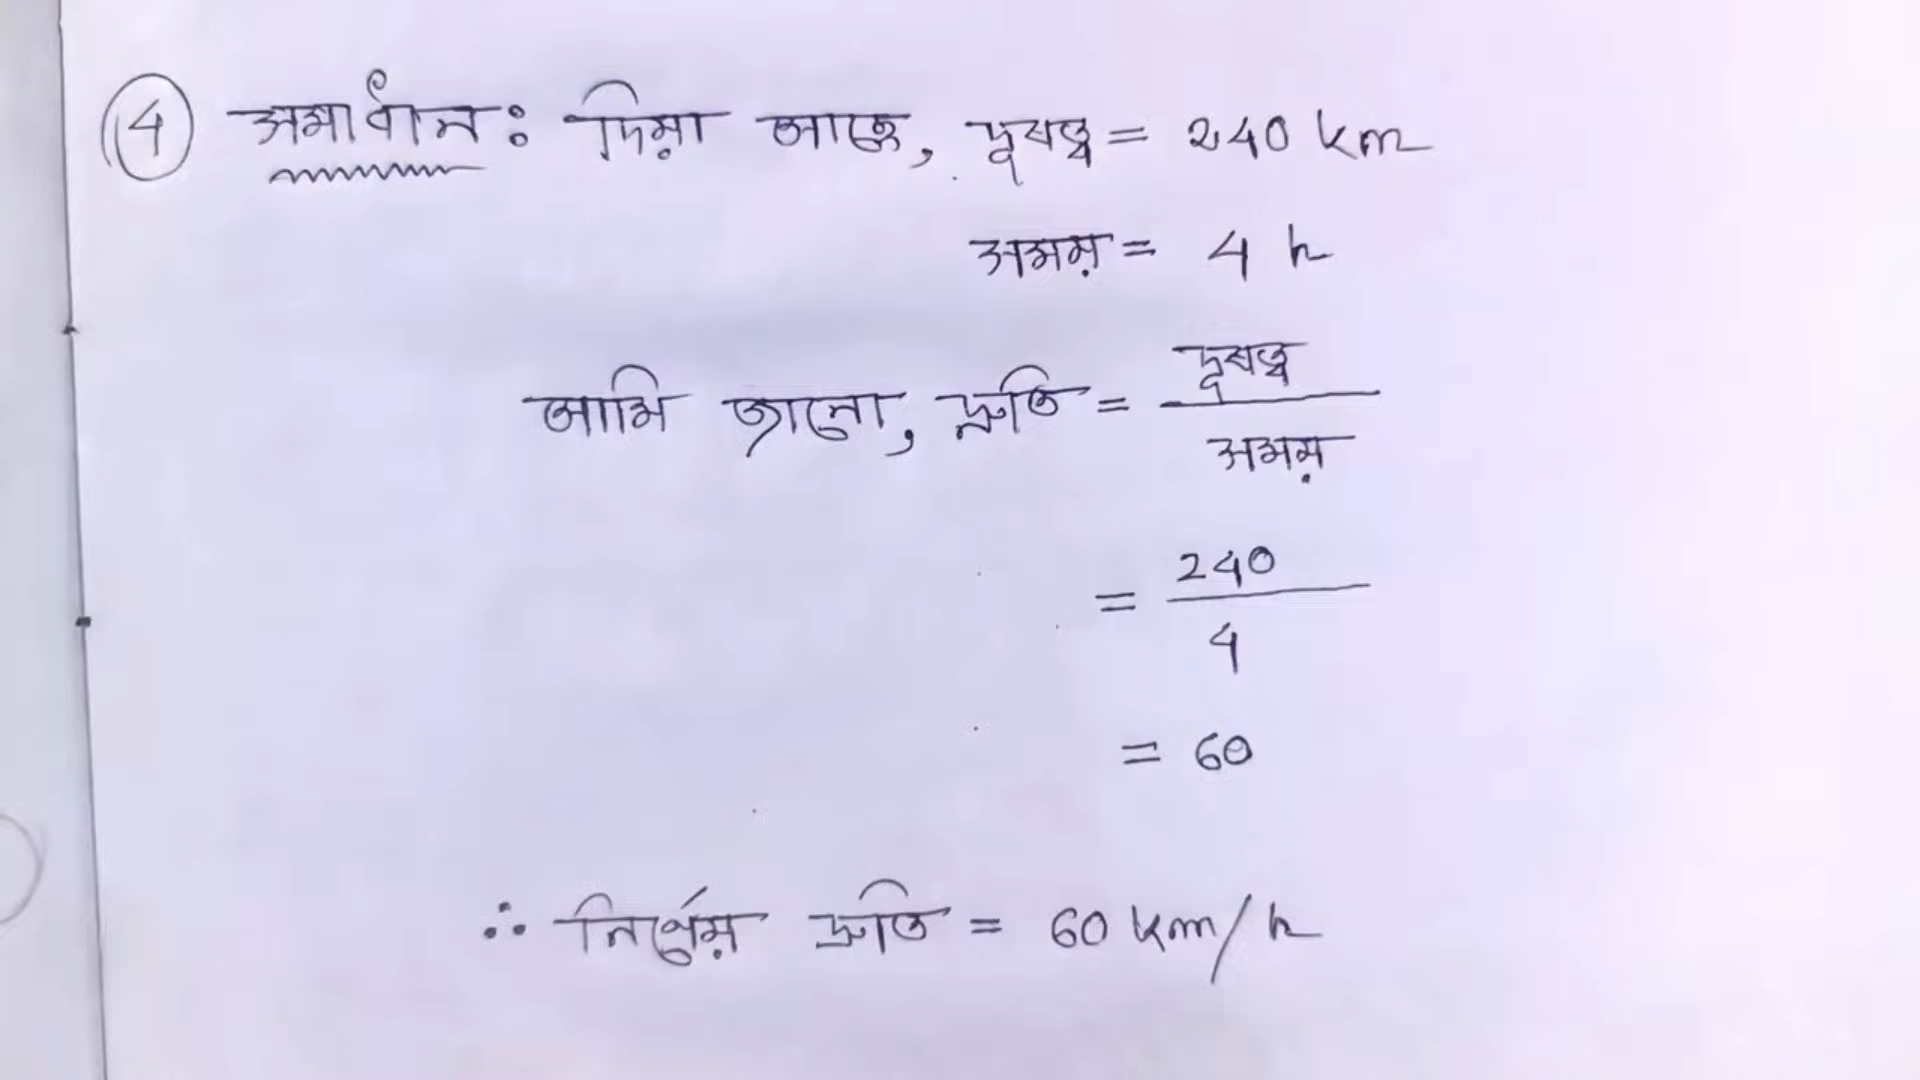 4 সমাধান : দিয়া আছে, দূরত্ব = 240 km
সময় = 4 h
আমি জানো, দ্রুতি = দূরত্ব / সময়
= 240 / 4
= 60
∴ নির্ণেয় দ্রুতি = 60 km/h